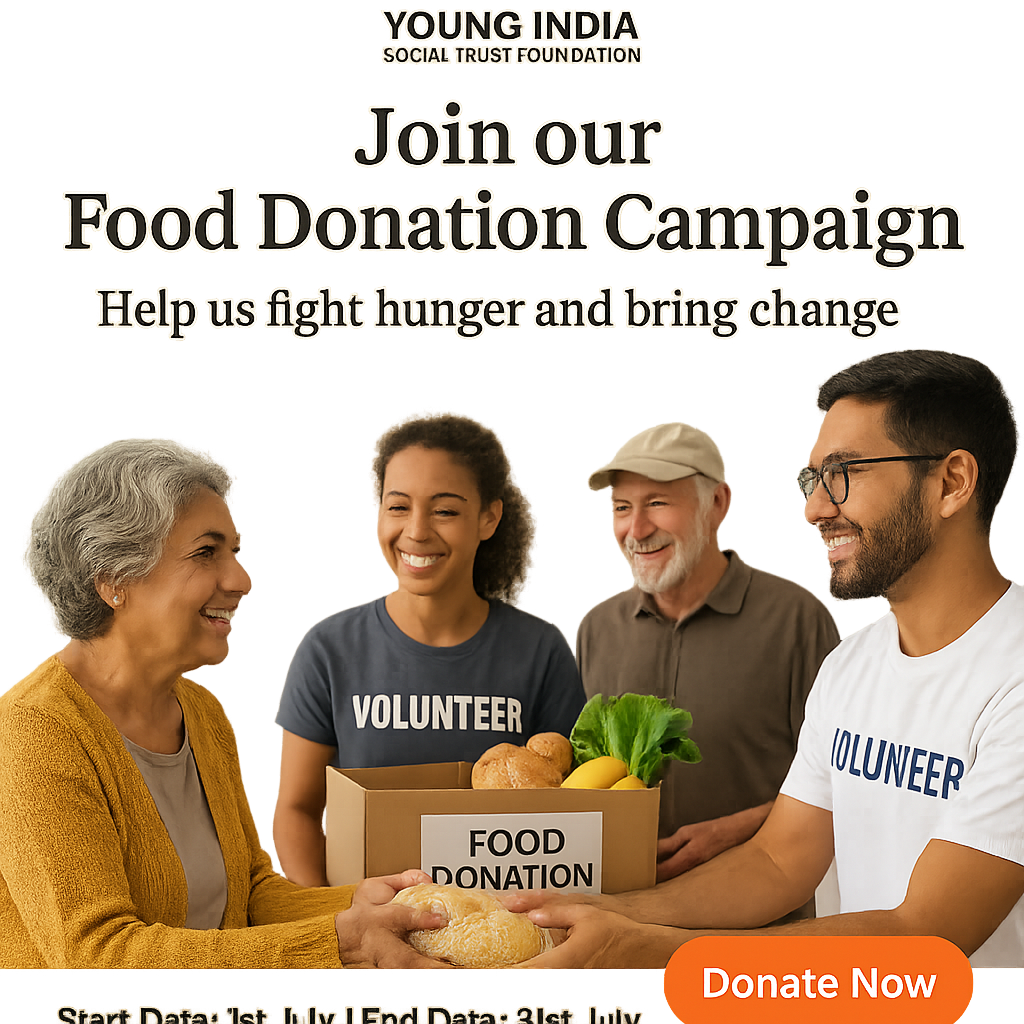 YOUNG INDIA
SOCIAL TRUST FOUNDATION
Join our
Food Donation Campaign
Help us fight hunger and bring change
VOLUNTEER
VOLUNTEER
FOOD
DONATION
Donate Now
Start Data: 1st July | End Data: 31st July